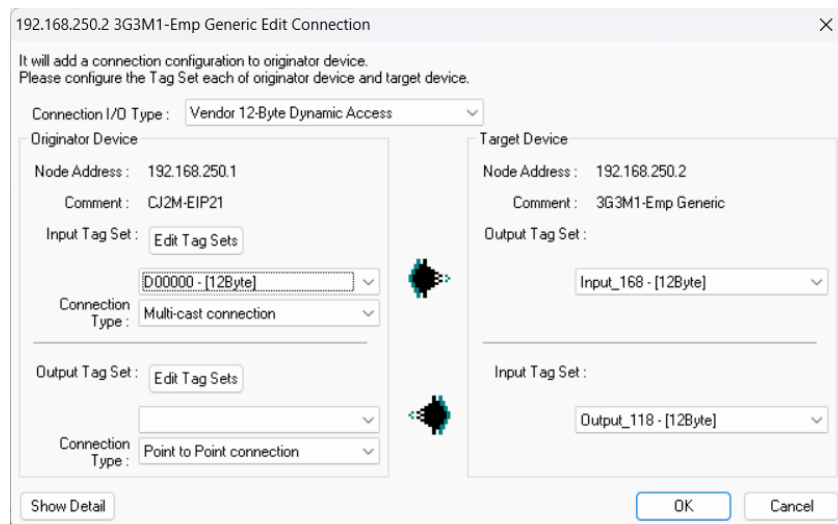 192.168.250.2 3G3M1-Emp Generic Edit Connection
It will add a connection configuration to originator device.
Please configure the Tag Set each of originator device and target device.
Connection I/O Type : Vendor 12-Byte Dynamic Access
Originator Device
Node Address : 192.168.250.1
Comment : CJ2M-EIP21
Input Tag Set : Edit Tag Sets
D00000 - [12Byte]
Connection Type : Multi-cast connection
Output Tag Set : Edit Tag Sets
Connection Type : Point to Point connection
Target Device
Node Address : 192.168.250.2
Comment : 3G3M1-Emp Generic
Output Tag Set :
Input_168 - [12Byte]
Input Tag Set :
Output_118 - [12Byte]
Show Detail
OK
Cancel